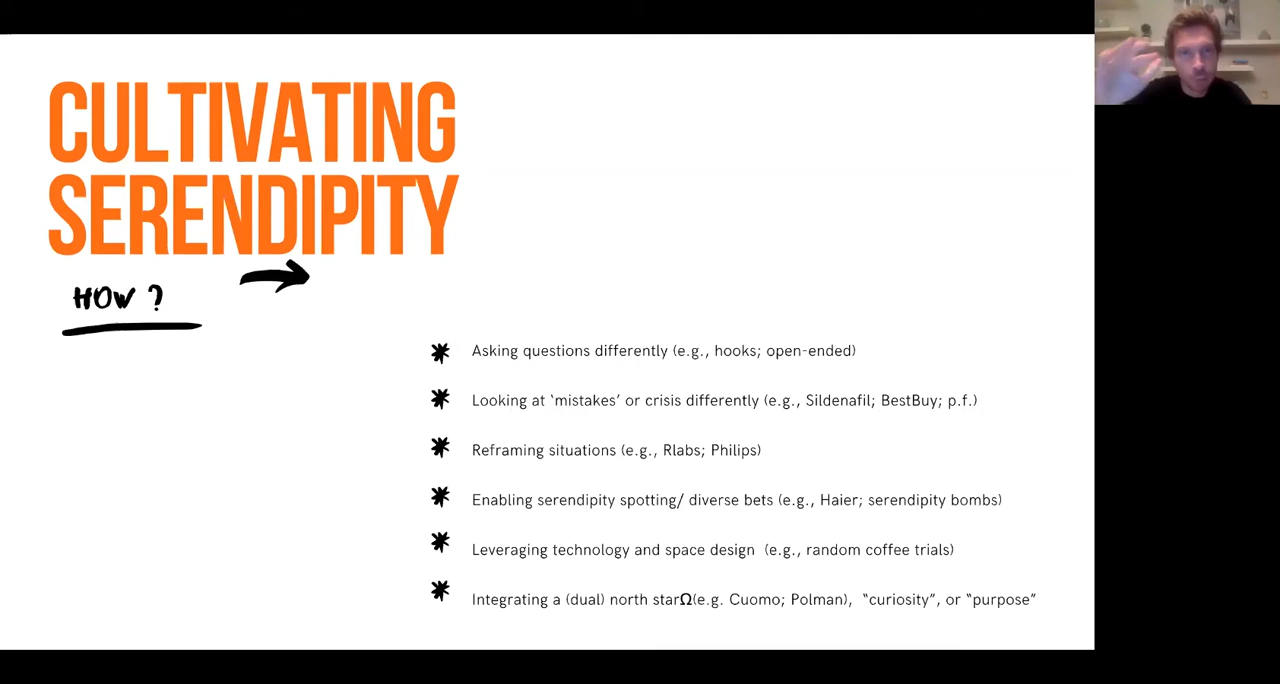 CULTIVATING
SERENDIPITY
HOW ?
Asking questions differently (e.g., hooks; open-ended)
Looking at ‘mistakes’ or crisis differently (e.g., Sildenafil; BestBuy; p.f.)
Reframing situations (e.g., Rlabs; Philips)
Enabling serendipity spotting/ diverse bets (e.g., Haier; serendipity bombs)
Leveraging technology and space design (e.g., random coffee trials)
Integrating a (dual) north starΩ(e.g. Cuomo; Polman), “curiosity”, or “purpose”